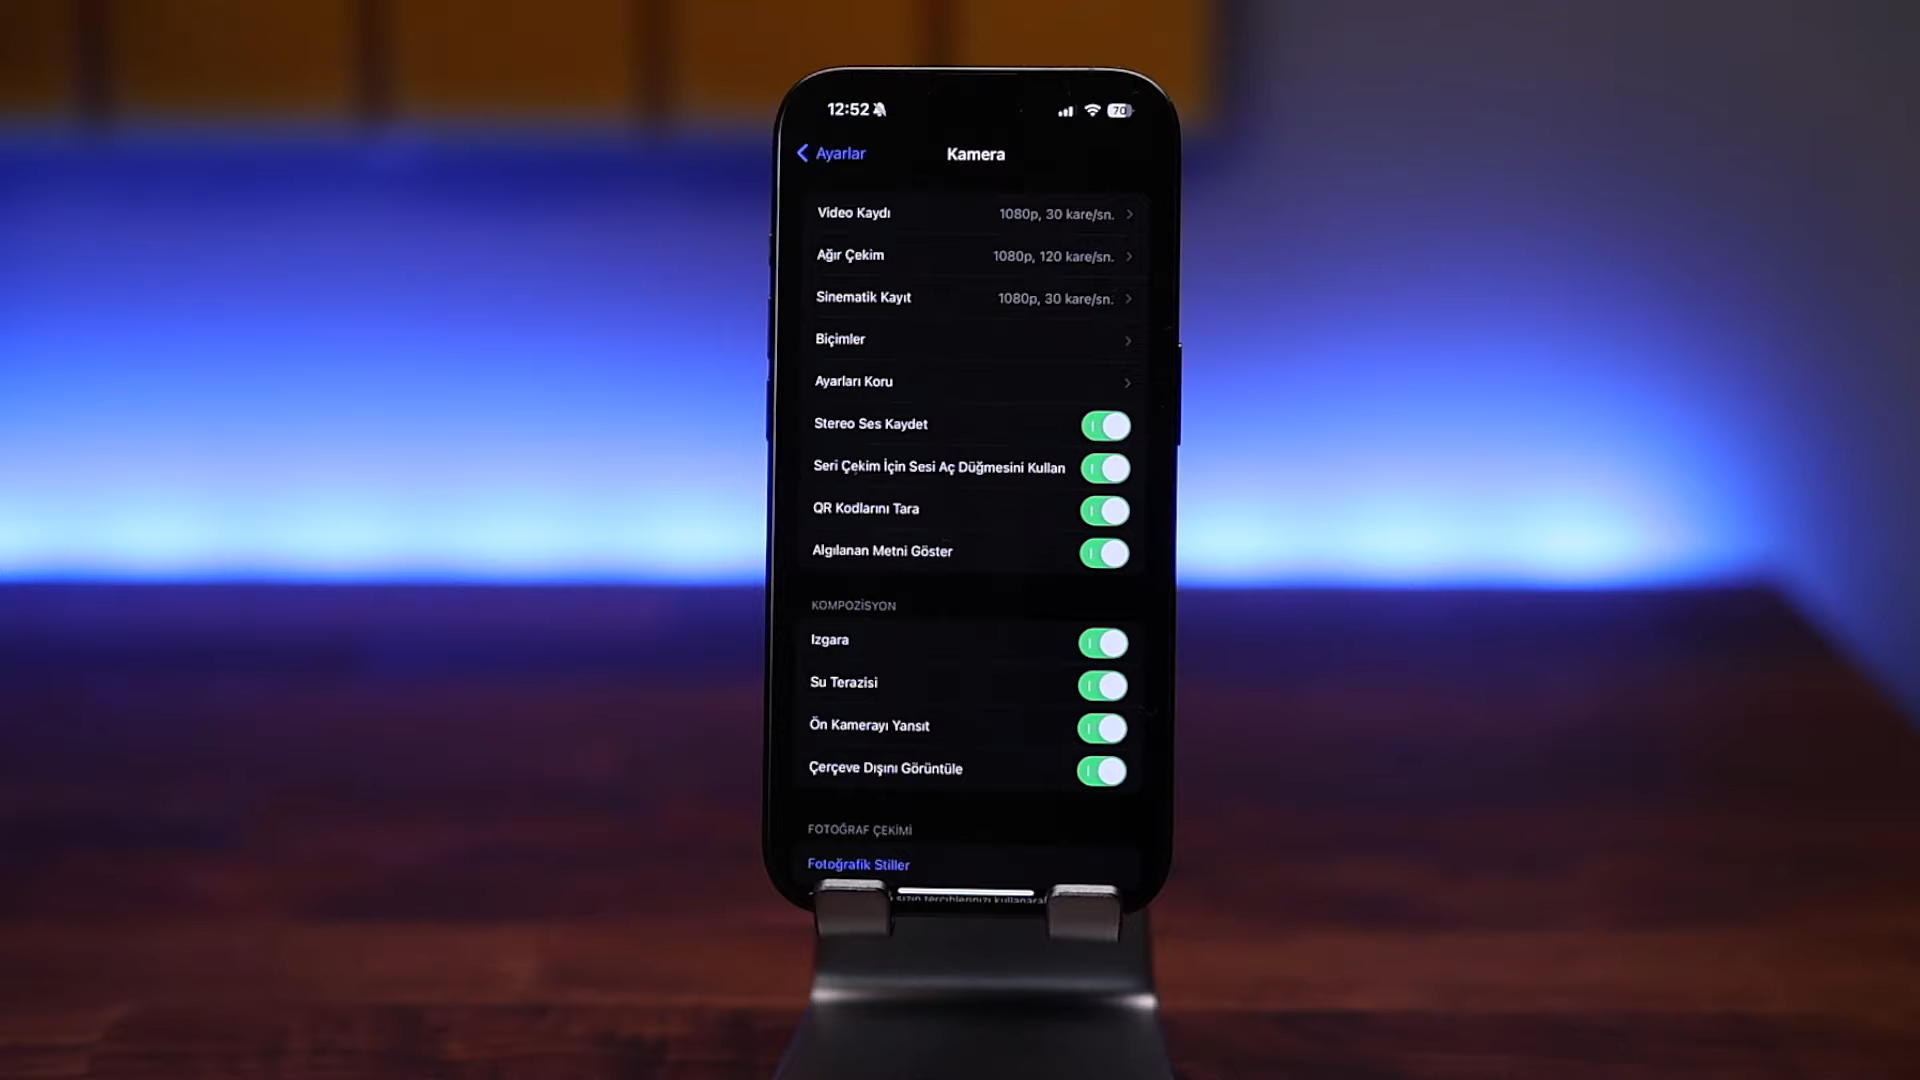 12:52 70
Ayarlar Kamera
Video Kaydı 1080p, 30 kare/sn.
Ağır Çekim 1080p, 120 kare/sn.
Sinematik Kayıt 1080p, 30 kare/sn.
Biçimler
Ayarları Koru
Stereo Ses Kaydet
Seri Çekim İçin Sesi Aç Düğmesini Kullan
QR Kodlarını Tara
Algılanan Metni Göster
KOMPOZİSYON
Izgara
Su Terazisi
Ön Kamerayı Yansıt
Çerçeve Dışını Görüntüle
FOTOĞRAF ÇEKİMİ
Fotoğrafik Stiller
sizin tercihlerinizi